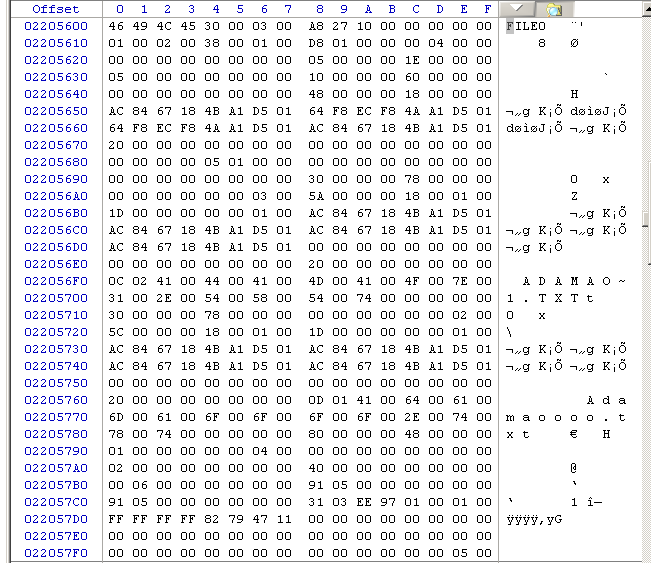 Offset 0 1 2 3 4 5 6 7 8 9 A B C D E F
02205600 46 49 4C 45 30 00 03 00 A8 27 10 00 00 00 00 00 FILE0 ¨'
02205610 01 00 02 00 38 00 01 00 D8 01 00 00 00 04 00 00 8 Ø
02205620 00 00 00 00 00 00 00 00 05 00 00 00 1E 00 00 00
02205630 05 00 00 00 00 00 00 00 10 00 00 00 60 00 00 00 `
02205640 00 00 00 00 00 00 00 00 48 00 00 00 18 00 00 00 H
02205650 AC 84 67 18 4B A1 D5 01 64 F8 EC F8 4A A1 D5 01 ¬„g K¡Õ døìøJ¡Õ
02205660 64 F8 EC F8 4A A1 D5 01 AC 84 67 18 4B A1 D5 01 døìøJ¡Õ ¬„g K¡Õ
02205670 20 00 00 00 00 00 00 00 00 00 00 00 00 00 00 00
02205680 00 00 00 00 05 01 00 00 00 00 00 00 00 00 00 00
02205690 00 00 00 00 00 00 00 00 30 00 00 00 78 00 00 00 0 x
022056A0 00 00 00 00 00 00 03 00 5A 00 00 00 18 00 01 00 Z
022056B0 1D 00 00 00 00 00 01 00 AC 84 67 18 4B A1 D5 01 ¬„g K¡Õ
022056C0 AC 84 67 18 4B A1 D5 01 AC 84 67 18 4B A1 D5 01 ¬„g K¡Õ ¬„g K¡Õ
022056D0 AC 84 67 18 4B A1 D5 01 00 00 00 00 00 00 00 00 ¬„g K¡Õ
022056E0 00 00 00 00 00 00 00 00 20 00 00 00 00 00 00 00
022056F0 0C 02 41 00 44 00 41 00 4D 00 41 00 4F 00 7E 00 A D A M A O ~
02205700 31 00 2E 00 54 00 58 00 54 00 74 00 00 00 00 00 1 . T X T t
02205710 30 00 00 00 78 00 00 00 00 00 00 00 00 00 02 00 0 x
02205720 5C 00 00 00 18 00 01 00 1D 00 00 00 00 00 01 00 \
02205730 AC 84 67 18 4B A1 D5 01 AC 84 67 18 4B A1 D5 01 ¬„g K¡Õ ¬„g K¡Õ
02205740 AC 84 67 18 4B A1 D5 01 AC 84 67 18 4B A1 D5 01 ¬„g K¡Õ ¬„g K¡Õ
02205750 00 00 00 00 00 00 00 00 00 00 00 00 00 00 00 00
02205760 20 00 00 00 00 00 00 00 0D 01 41 00 64 00 61 00 A d a
02205770 6D 00 61 00 6F 00 6F 00 6F 00 6F 00 2E 00 74 00 m a o o o o . t
02205780 78 00 74 00 00 00 00 00 80 00 00 00 48 00 00 00 x t € H
02205790 01 00 00 00 00 00 04 00 00 00 00 00 00 00 00 00
022057A0 02 00 00 00 00 00 00 00 40 00 00 00 00 00 00 00 @
022057B0 00 06 00 00 00 00 00 00 91 05 00 00 00 00 00 00 ‘
022057C0 91 05 00 00 00 00 00 00 31 03 EE 97 01 00 01 00 ‘ 1 î—
022057D0 FF FF FF FF 82 79 47 11 00 00 00 00 00 00 00 00 ÿÿÿÿ‚yG
022057E0 00 00 00 00 00 00 00 00 00 00 00 00 00 00 00 00
022057F0 00 00 00 00 00 00 00 00 00 00 00 00 00 00 05 00